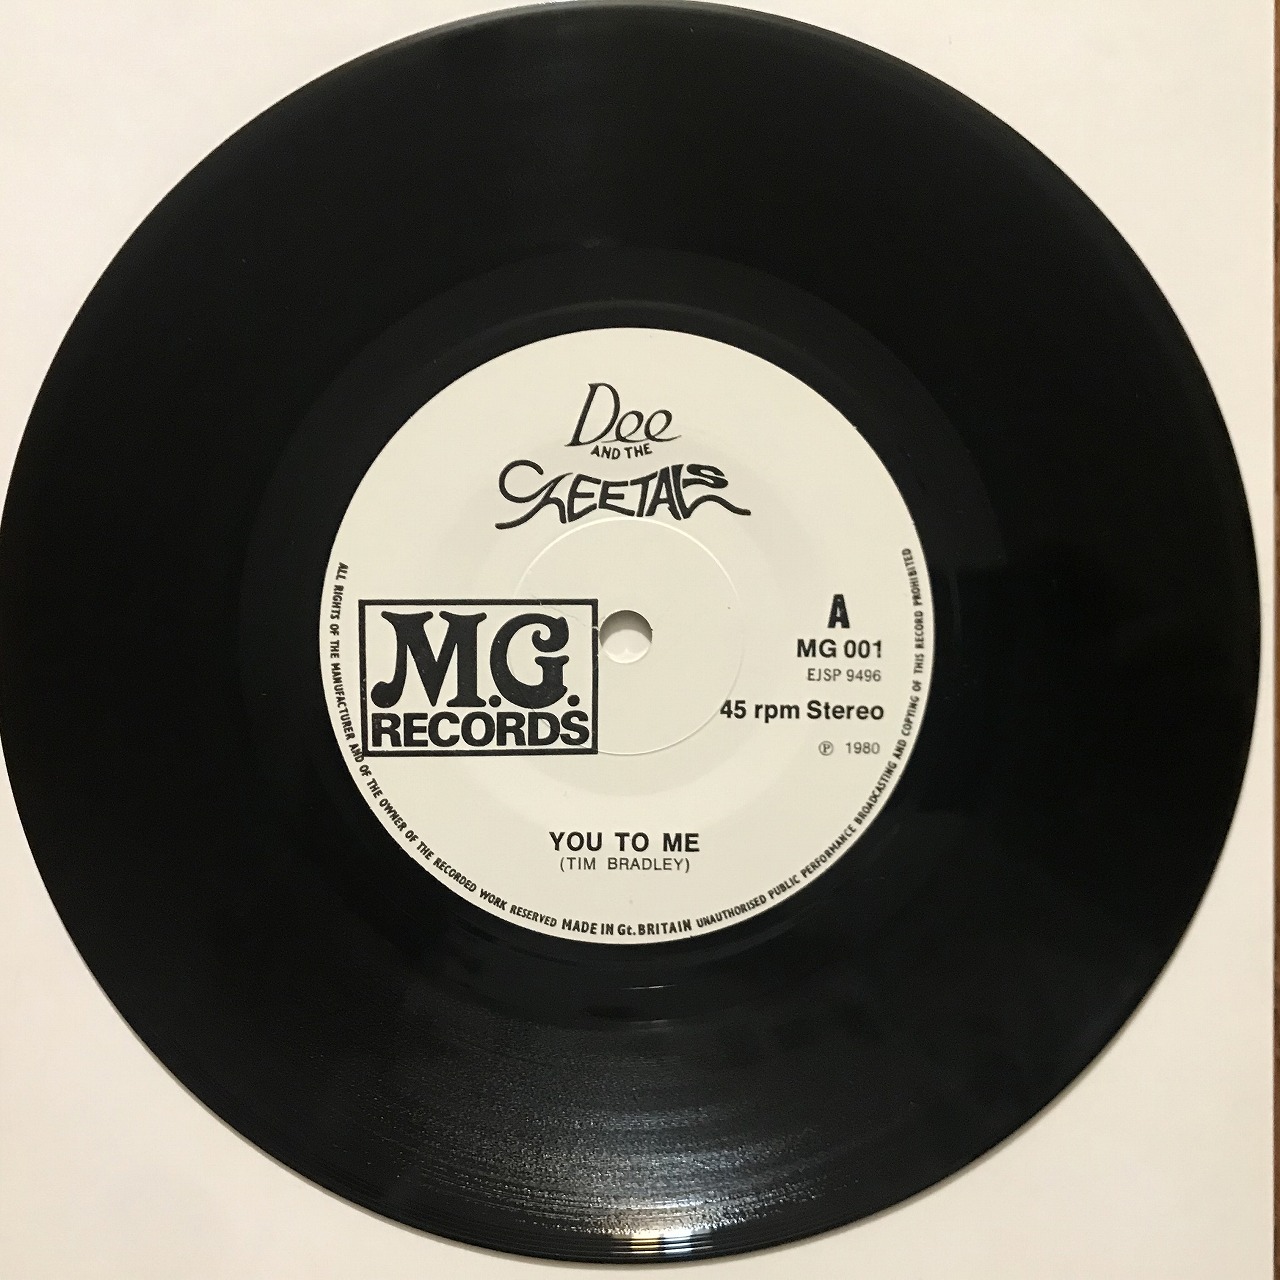 Dee
AND THE
CHEETAHS
M.G.
RECORDS
A
MG 001
EJSP 9496
45 rpm Stereo
℗ 1980
YOU TO ME
(TIM BRADLEY)
ALL RIGHTS OF THE MANUFACTURER AND OF THE OWNER OF THE RECORDED WORK RESERVED MADE IN Gt. BRITAIN UNAUTHORISED PUBLIC PERFORMANCE BROADCASTING AND COPYING OF THIS RECORD PROHIBITED